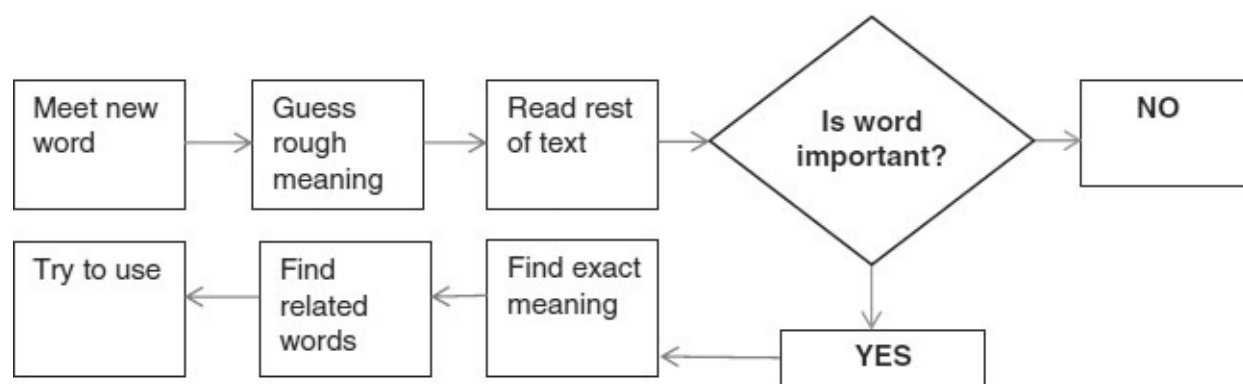 Meet new
word
Guess
rough
meaning
Read rest
of text
Is word
important?
NO
Try to use
Find
related
words
Find exact
meaning
YES